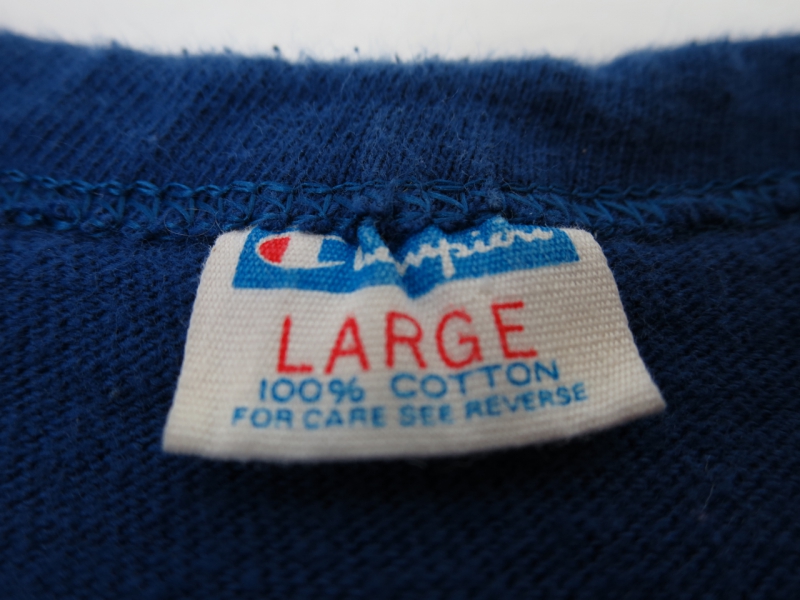 Champion
LARGE
100% COTTON
FOR CARE SEE REVERSE